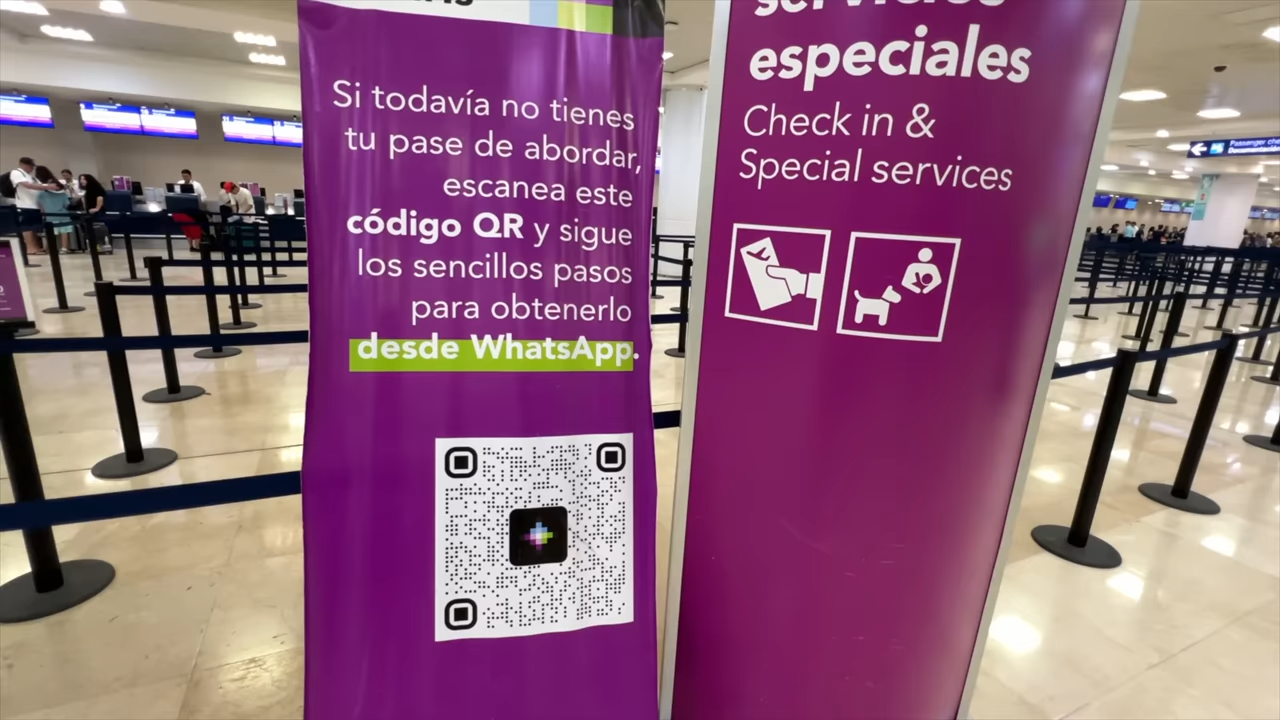 Si todavía no tienes
tu pase de abordar,
escanea este
código QR y sigue
los sencillos pasos
para obtenerlo
desde WhatsApp.
servicios
especiales
Check in &
Special services